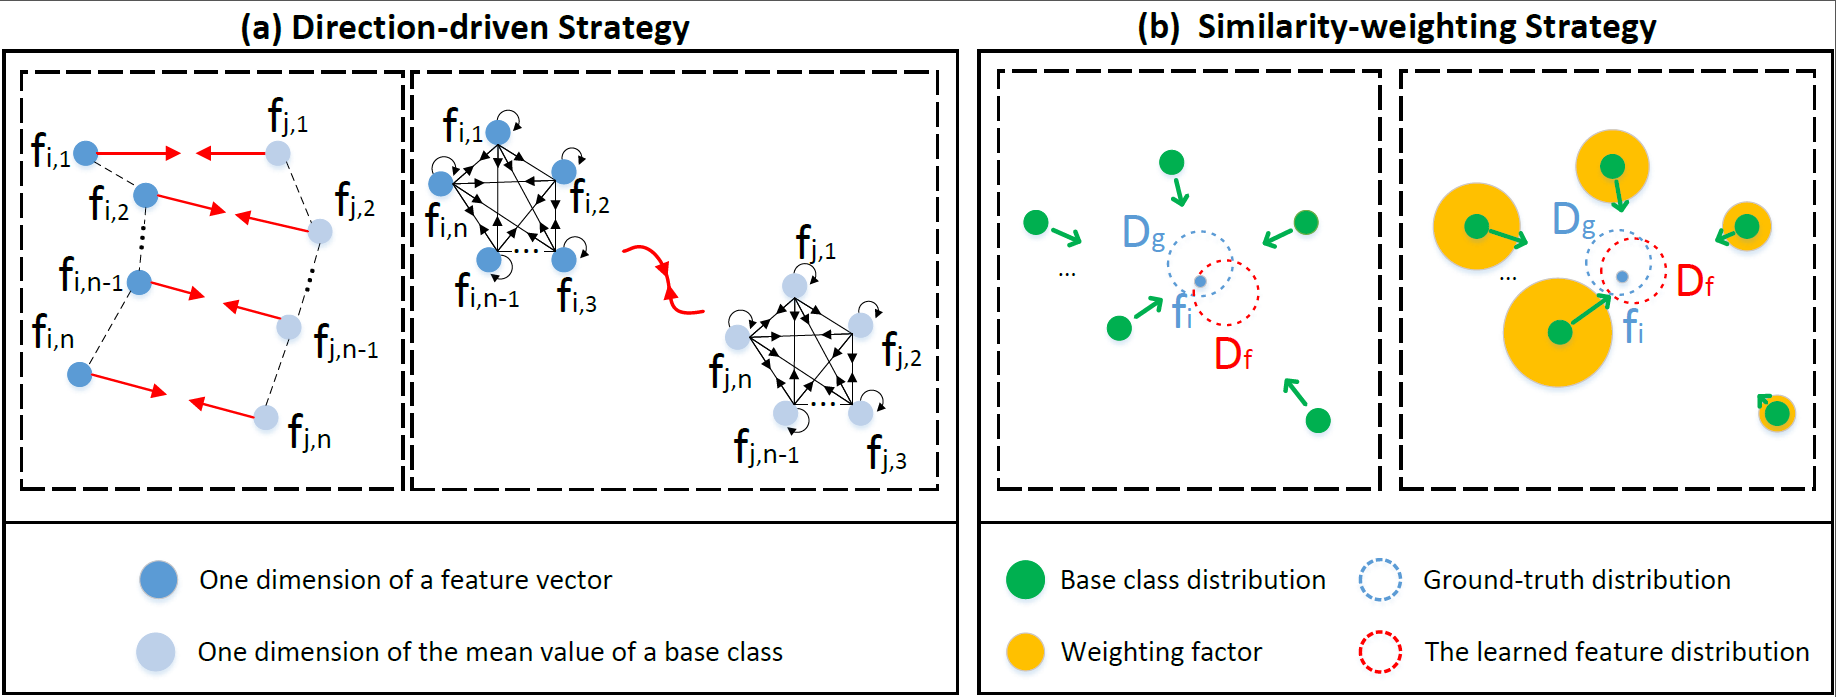 (a) Direction-driven Strategy
f_{i,1}
f_{j,1}
f_{i,2}
f_{j,2}
f_{i,n-1}
f_{j,n-1}
f_{i,n}
f_{j,n}
f_{i,1}
f_{i,2}
f_{i,n}
f_{i,n-1}
...
f_{i,3}
f_{j,1}
f_{j,2}
f_{j,n}
...
f_{j,n-1}
f_{j,3}
One dimension of a feature vector
One dimension of the mean value of a base class
(b) Similarity-weighting Strategy
D_g
...
f_i
D_f
D_g
...
D_f
f_i
Base class distribution
Ground-truth distribution
Weighting factor
The learned feature distribution